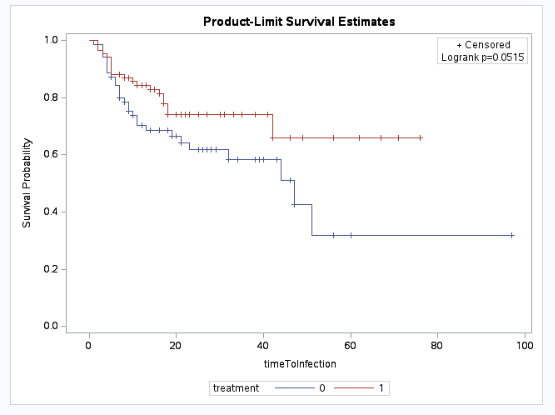 Product-Limit Survival Estimates
+ Censored
Logrank p=0.0515
1.0
0.8
0.6
0.4
0.2
0.0
Survival Probability
0 20 40 60 80 100
timeToInfection
treatment 0 1